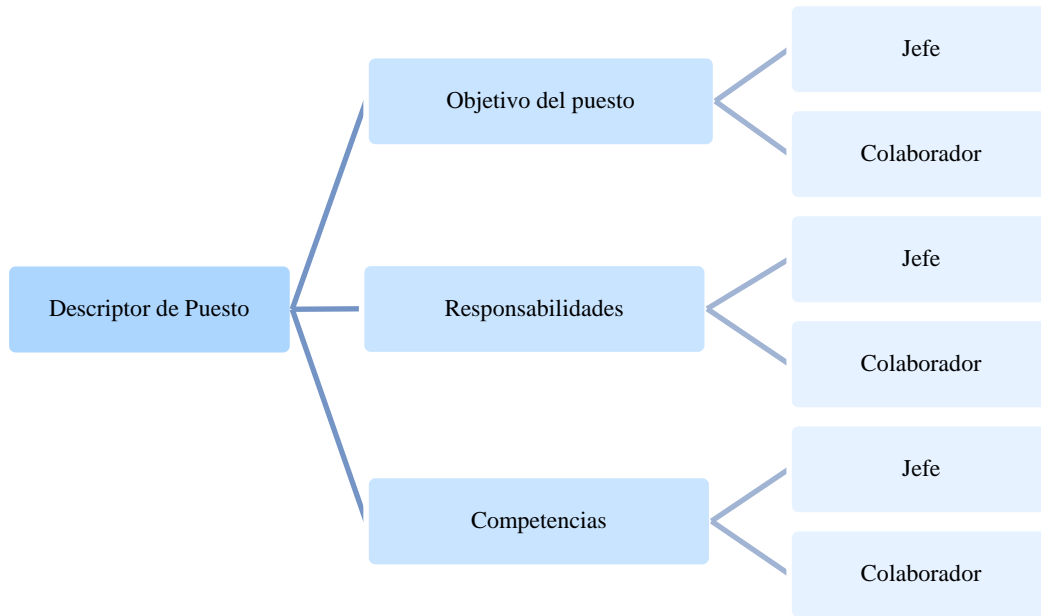 Descriptor de Puesto
Objetivo del puesto
Jefe
Colaborador
Responsabilidades
Jefe
Colaborador
Competencias
Jefe
Colaborador